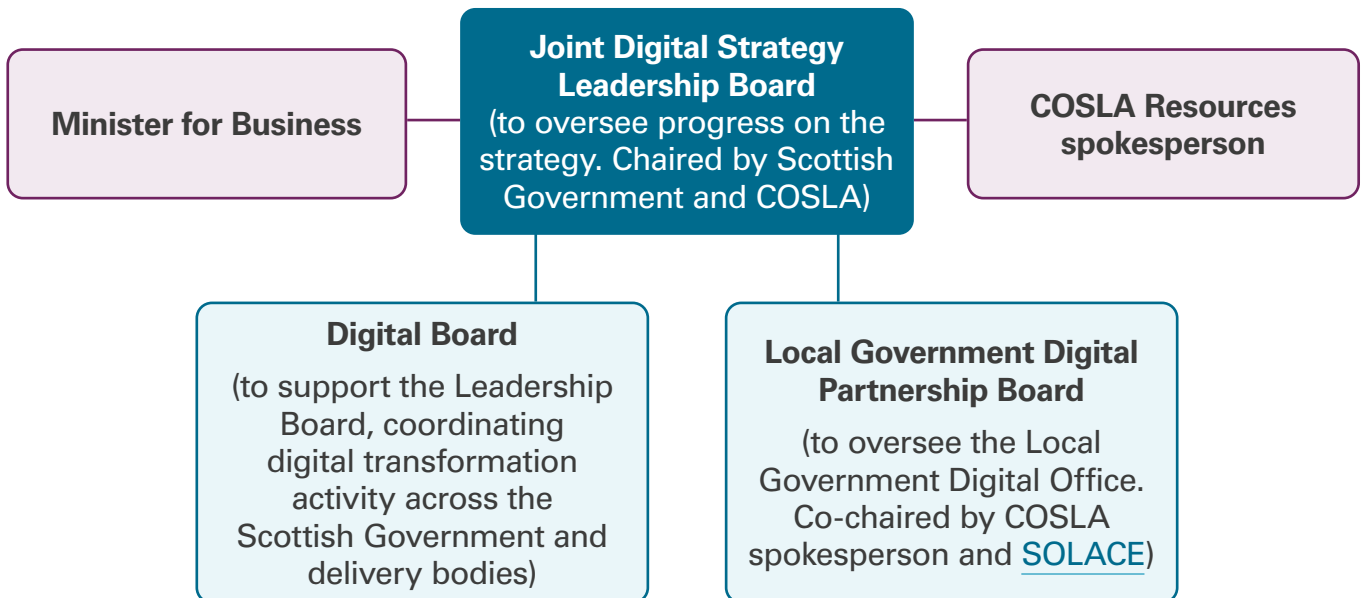 Minister for Business
Joint Digital Strategy
Leadership Board
(to oversee progress on the
strategy. Chaired by Scottish
Government and COSLA)
COSLA Resources
spokesperson
Digital Board
(to support the Leadership
Board, coordinating
digital transformation
activity across the
Scottish Government and
delivery bodies)
Local Government Digital
Partnership Board
(to oversee the Local
Government Digital Office.
Co-chaired by COSLA
spokesperson and SOLACE)